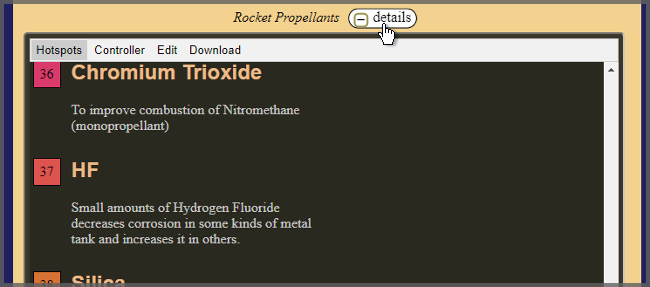 Rocket Propellants details
Hotspots Controller Edit Download
36 Chromium Trioxide
To improve combustion of Nitromethane
(monopropellant)
37 HF
Small amounts of Hydrogen Fluoride
decreases corrosion in some kinds of metal
tank and increases it in others.
38 Silica